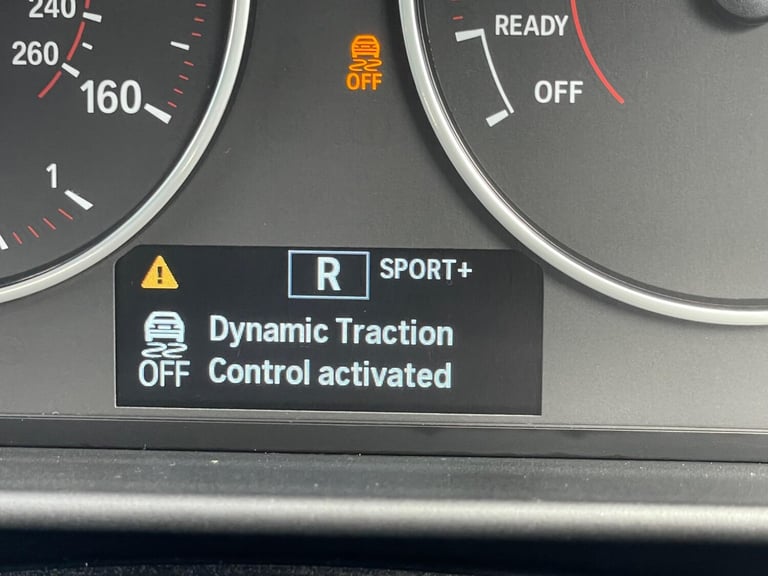 240
260
160
1
OFF
READY
OFF
R SPORT+
Dynamic Traction
OFF Control activated